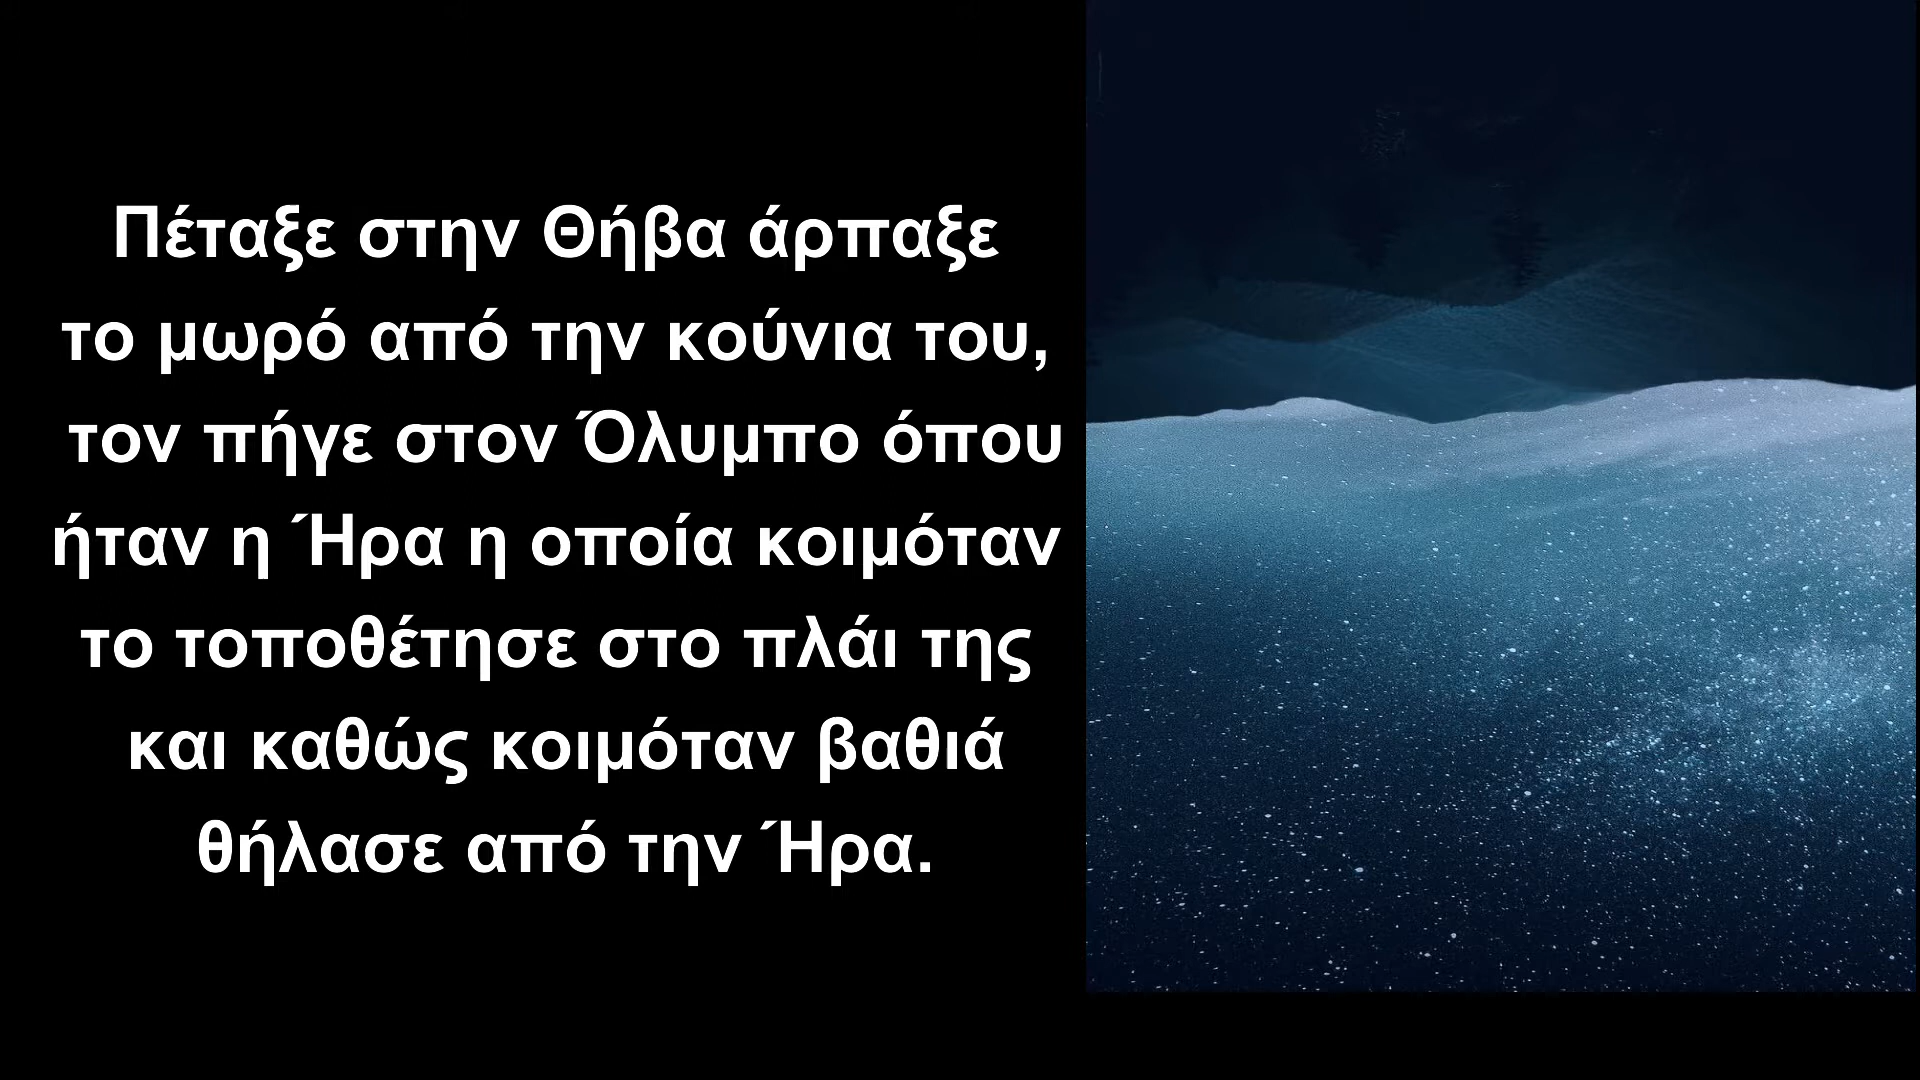 Πέταξε στην Θήβα άρπαξε
το μωρό από την κούνια του,
τον πήγε στον Όλυμπο όπου
ήταν η Ήρα η οποία κοιμόταν
το τοποθέτησε στο πλάι της
και καθώς κοιμόταν βαθιά
θήλασε από την Ήρα.